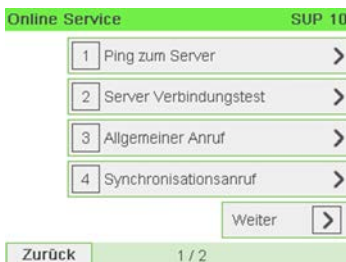 Online Service SUP 10
1 Ping zum Server
2 Server Verbindungstest
3 Allgemeiner Anruf
4 Synchronisationsanruf
Weiter
Zurück 1 / 2